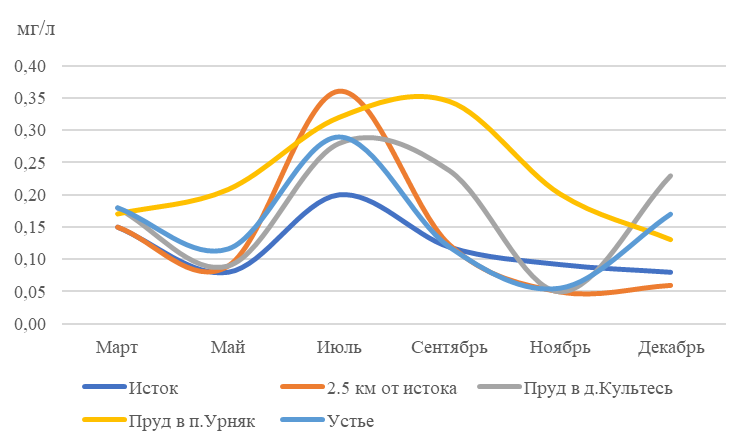 мг/л
0,40
0,35
0,30
0,25
0,20
0,15
0,10
0,05
0,00
Март Май Июль Сентябрь Ноябрь Декабрь
Исток 2.5 км от истока Пруд в д.Культесь
Пруд в п.Урняк Устье